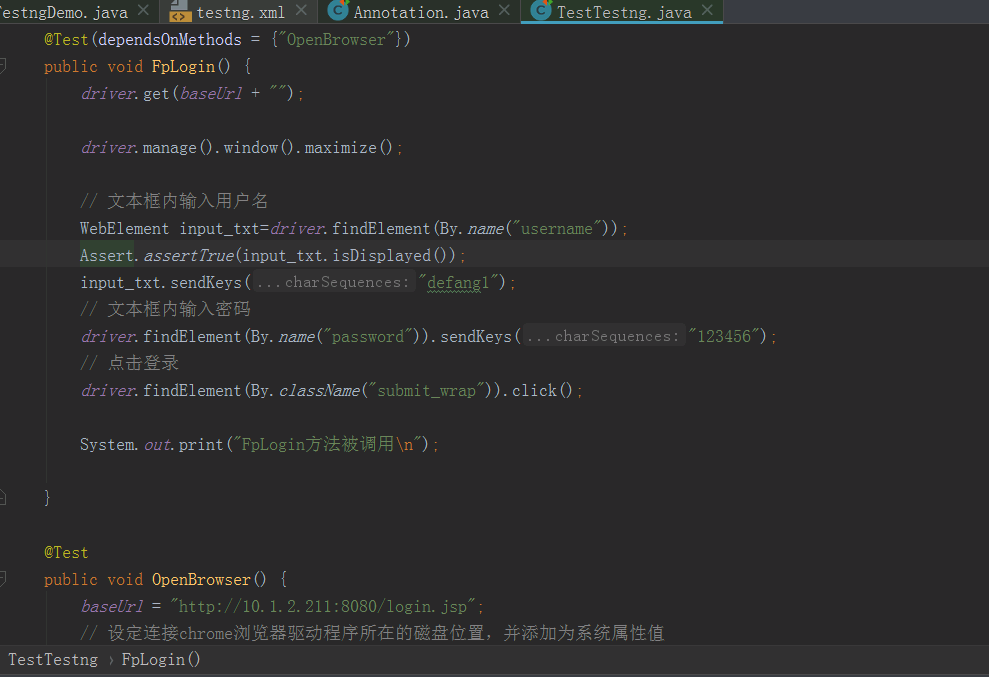 estngDemo.java testng.xml Annotation.java TestTestng.java
@Test(dependsOnMethods = {"OpenBrowser"})
public void FpLogin() {
driver.get(baseUrl + "");
driver.manage().window().maximize();
// 文本框内输入用户名
WebElement input_txt=driver.findElement(By.name("username"));
Assert.assertTrue(input_txt.isDisplayed());
input_txt.sendKeys(...charSequences: "defang1");
// 文本框内输入密码
driver.findElement(By.name("password")).sendKeys(...charSequences: "123456");
// 点击登录
driver.findElement(By.className("submit_wrap")).click();
System.out.print("FpLogin方法被调用\n");
}
@Test
public void OpenBrowser() {
baseUrl = "http://10.1.2.211:8080/login.jsp";
// 设定连接chrome浏览器驱动程序所在的磁盘位置，并添加为系统属性值
TestTestng › FpLogin()